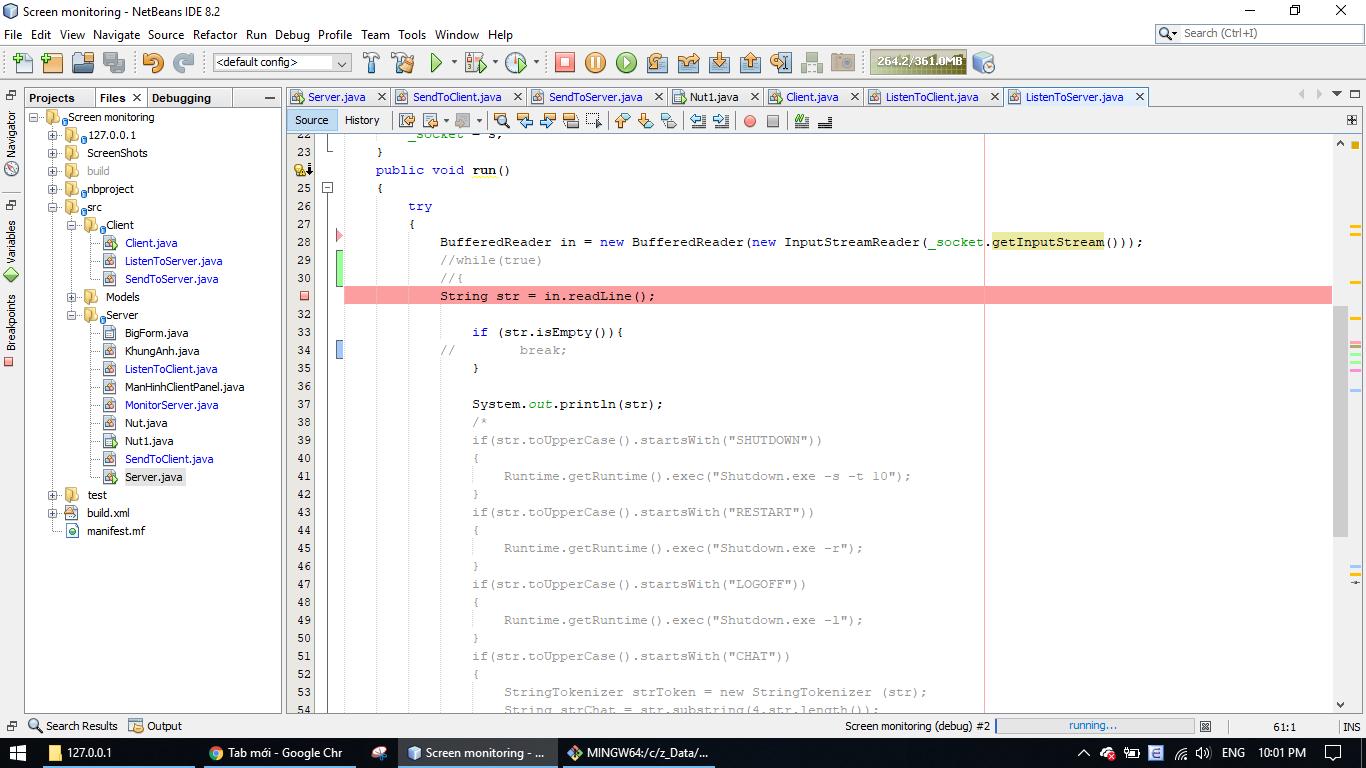 Screen monitoring - NetBeans IDE 8.2
File Edit View Navigate Source Refactor Run Debug Profile Team Tools Window Help
Search (Ctrl+I)
<default config>
264.2/361.0MB
Projects Files Debugging
Server.java SendToClient.java SendToServer.java Nut1.java Client.java ListenToClient.java ListenToServer.java
Source History
Navigator
Variables
Breakpoints
Screen monitoring
127.0.0.1
ScreenShots
build
nbproject
src
Client
Client.java
ListenToServer.java
SendToServer.java
Models
Server
BigForm.java
KhungAnh.java
ListenToClient.java
ManHinhClientPanel.java
MonitorServer.java
Nut.java
Nut1.java
SendToClient.java
Server.java
test
build.xml
manifest.mf
22 _socket = s;
23 }
public void run()
25 {
26 try
27 {
28 BufferedReader in = new BufferedReader(new InputStreamReader(_socket.getInputStream()));
29 //while(true)
30 //{
String str = in.readLine();
32
33 if (str.isEmpty()){
34 // break;
35 }
36
37 System.out.println(str);
38 /*
39 if(str.toUpperCase().startsWith("SHUTDOWN"))
40 {
41 Runtime.getRuntime().exec("Shutdown.exe -s -t 10");
42 }
43 if(str.toUpperCase().startsWith("RESTART"))
44 {
45 Runtime.getRuntime().exec("Shutdown.exe -r");
46 }
47 if(str.toUpperCase().startsWith("LOGOFF"))
48 {
49 Runtime.getRuntime().exec("Shutdown.exe -l");
50 }
51 if(str.toUpperCase().startsWith("CHAT"))
52 {
53 StringTokenizer strToken = new StringTokenizer (str);
54 String strChat = str.substring(4,str.length());
Search Results Output
Screen monitoring (debug) #2 running... 61:1 INS
127.0.0.1 Tab mới - Google Chr Screen monitoring - ... MINGW64:/c/z_Data/... ENG 10:01 PM